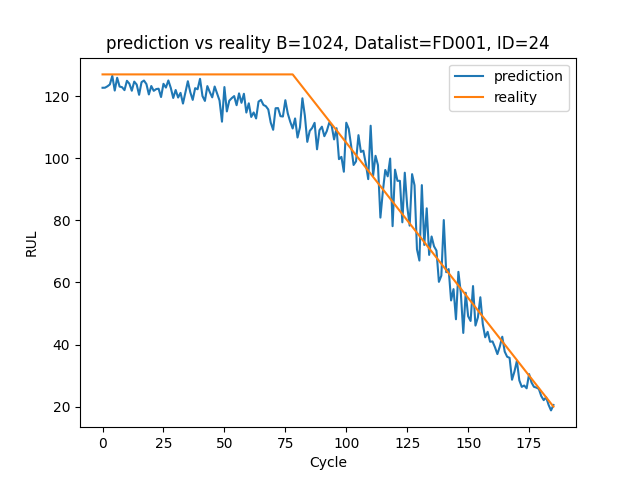 prediction vs reality B=1024, Datalist=FD001, ID=24
prediction
reality
120
100
80
60
40
20
RUL
0 25 50 75 100 125 150 175
Cycle